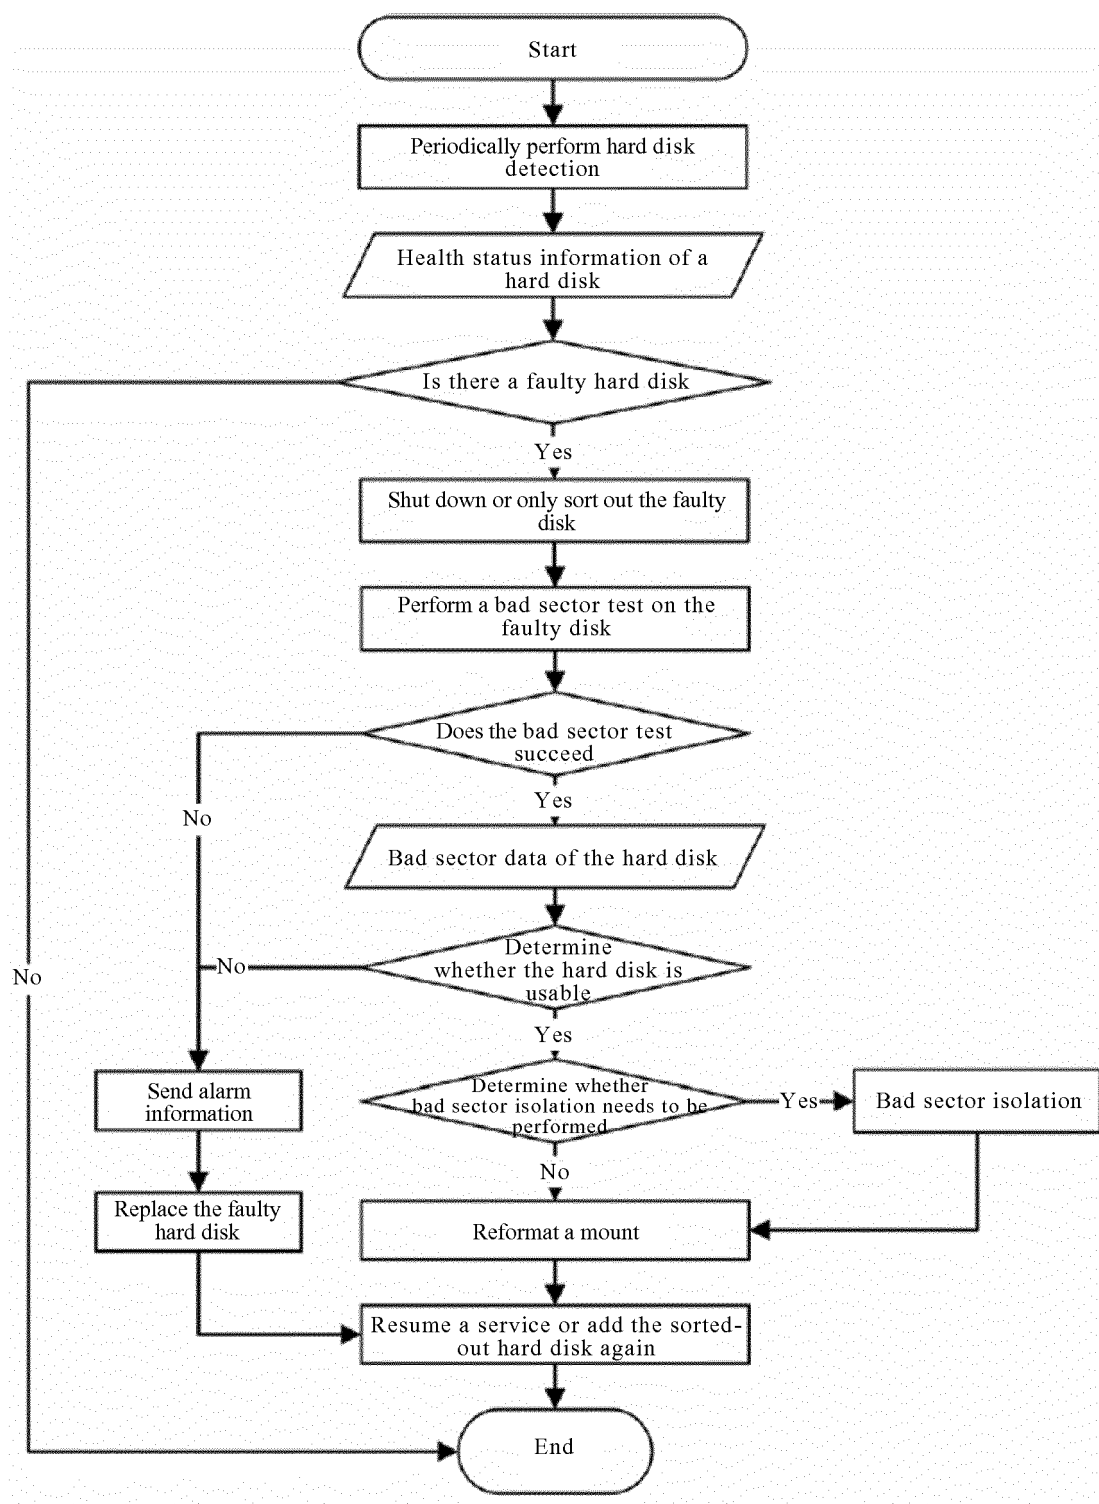 Start
Periodically perform hard disk
detection
Health status information of a
hard disk
Is there a faulty hard disk
Yes
Shut down or only sort out the faulty
disk
Perform a bad sector test on the
faulty disk
Does the bad sector test
succeed
No
Yes
Bad sector data of the hard disk
Determine
whether the hard disk is
usable
No
No
Yes
Determine whether
bad sector isolation needs to be
performed
Yes
Bad sector isolation
Send alarm
information
No
Replace the faulty
hard disk
Reformat a mount
Resume a service or add the sorted-
out hard disk again
End